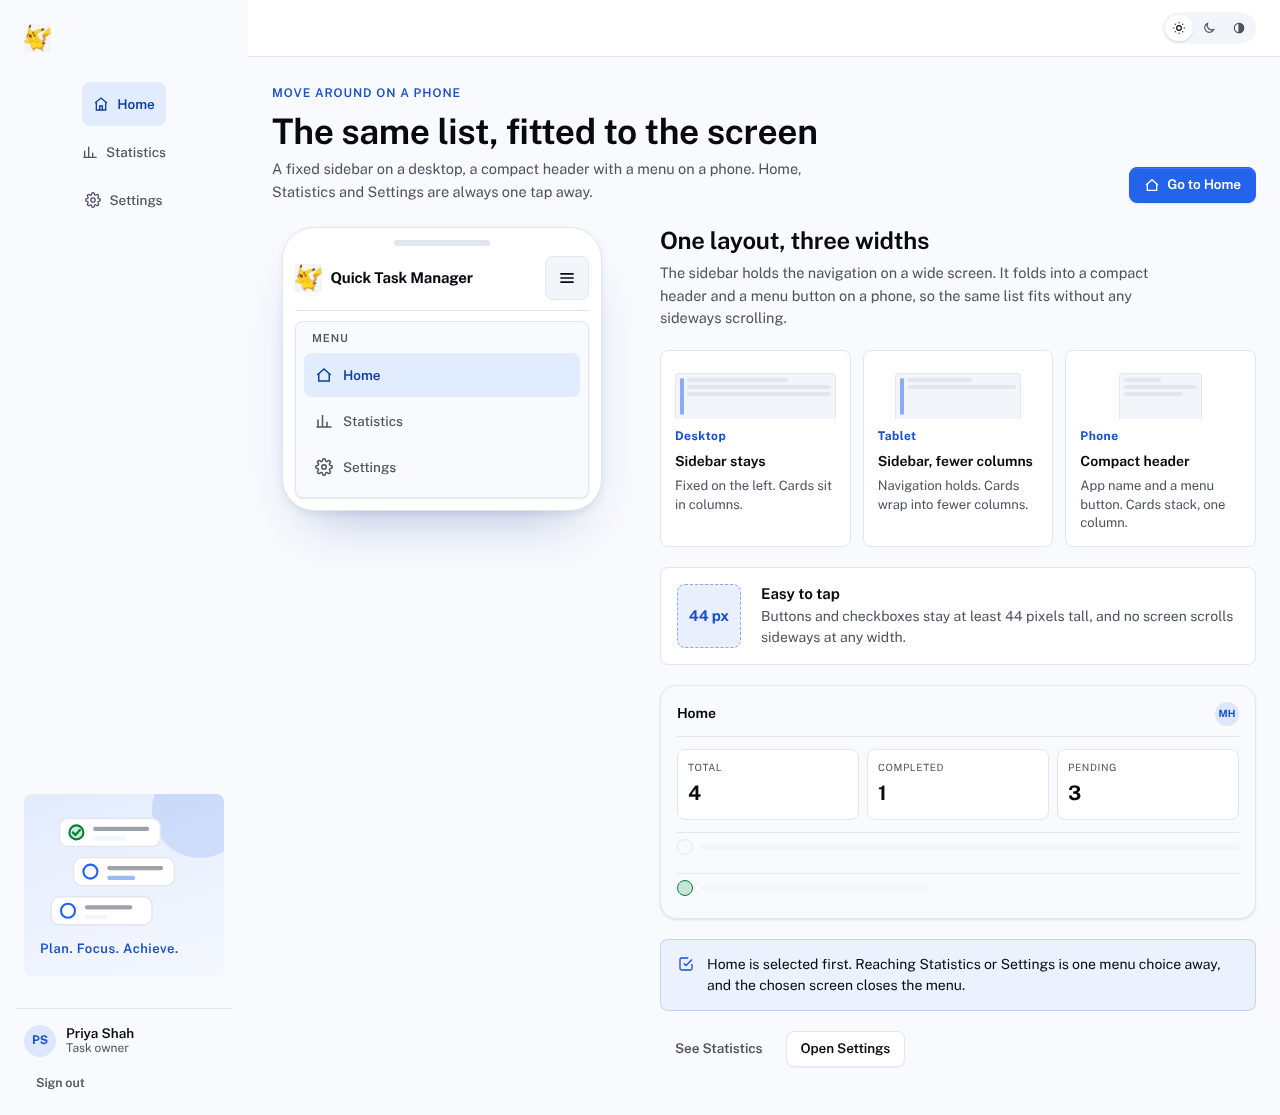 Home
Statistics
Settings
Plan. Focus. Achieve.
PS
Priya Shah
Task owner
Sign out
MOVE AROUND ON A PHONE
The same list, fitted to the screen
A fixed sidebar on a desktop, a compact header with a menu on a phone. Home,
Statistics and Settings are always one tap away.
Go to Home
Quick Task Manager
MENU
Home
Statistics
Settings
One layout, three widths
The sidebar holds the navigation on a wide screen. It folds into a compact
header and a menu button on a phone, so the same list fits without any
sideways scrolling.
Desktop
Sidebar stays
Fixed on the left. Cards sit
in columns.
Tablet
Sidebar, fewer columns
Navigation holds. Cards
wrap into fewer columns.
Phone
Compact header
App name and a menu
button. Cards stack, one
column.
44 px
Easy to tap
Buttons and checkboxes stay at least 44 pixels tall, and no screen scrolls
sideways at any width.
Home
MH
TOTAL
4
COMPLETED
1
PENDING
3
Home is selected first. Reaching Statistics or Settings is one menu choice away,
and the chosen screen closes the menu.
See Statistics
Open Settings